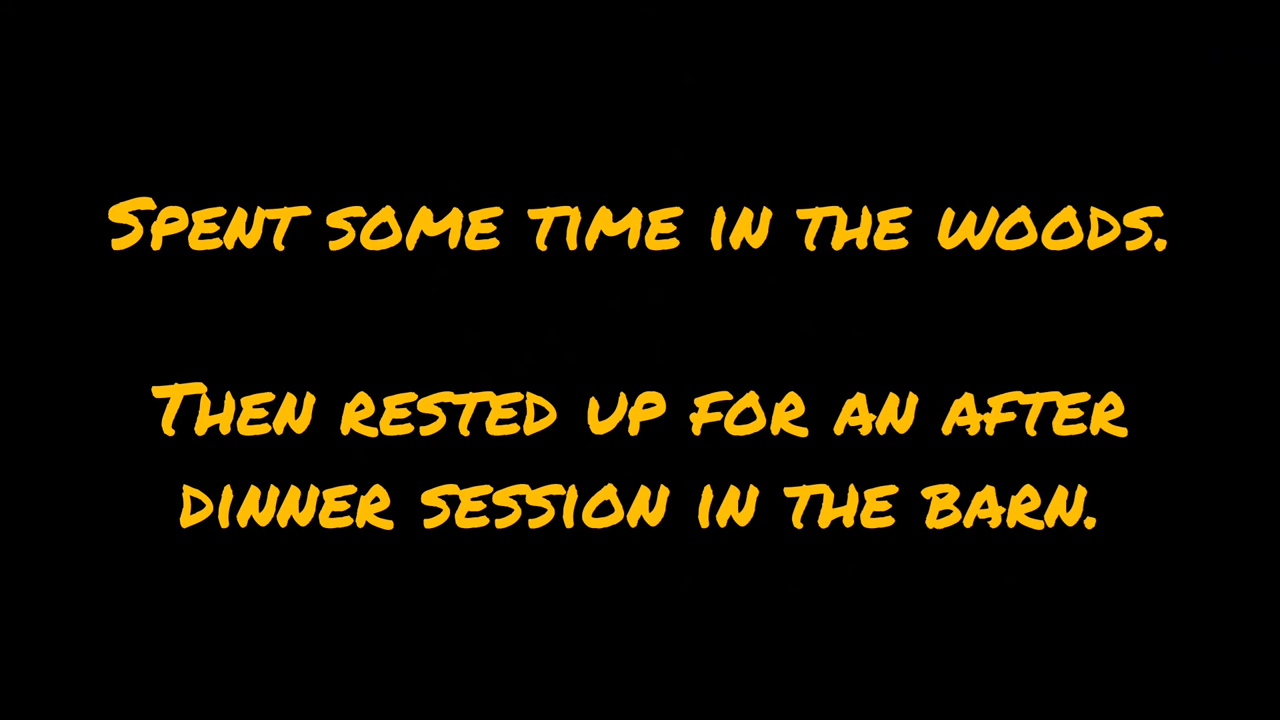 Spent some time in the woods.
Then rested up for an after
dinner session in the barn.